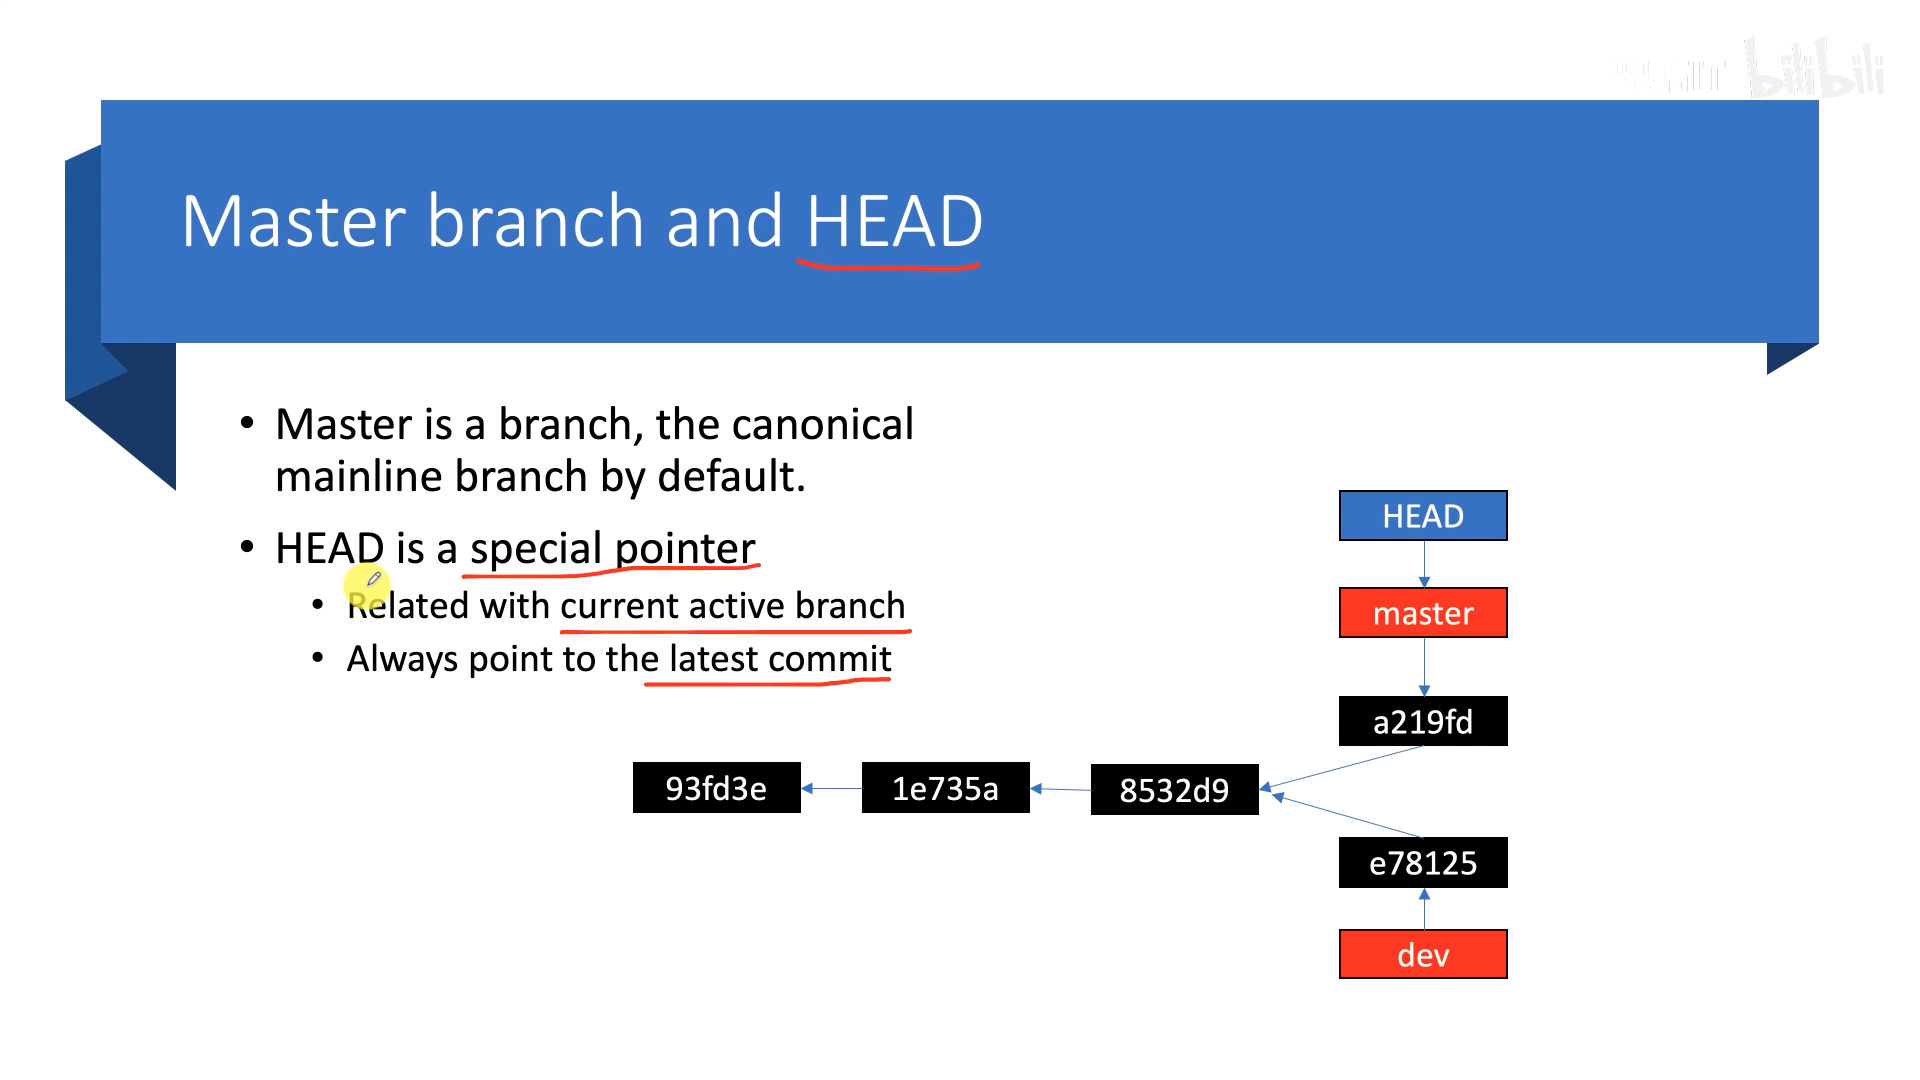 bilibili
Master branch and HEAD
• Master is a branch, the canonical
mainline branch by default.
• HEAD is a special pointer
• Related with current active branch
• Always point to the latest commit
HEAD
master
a219fd
93fd3e
1e735a
8532d9
e78125
dev